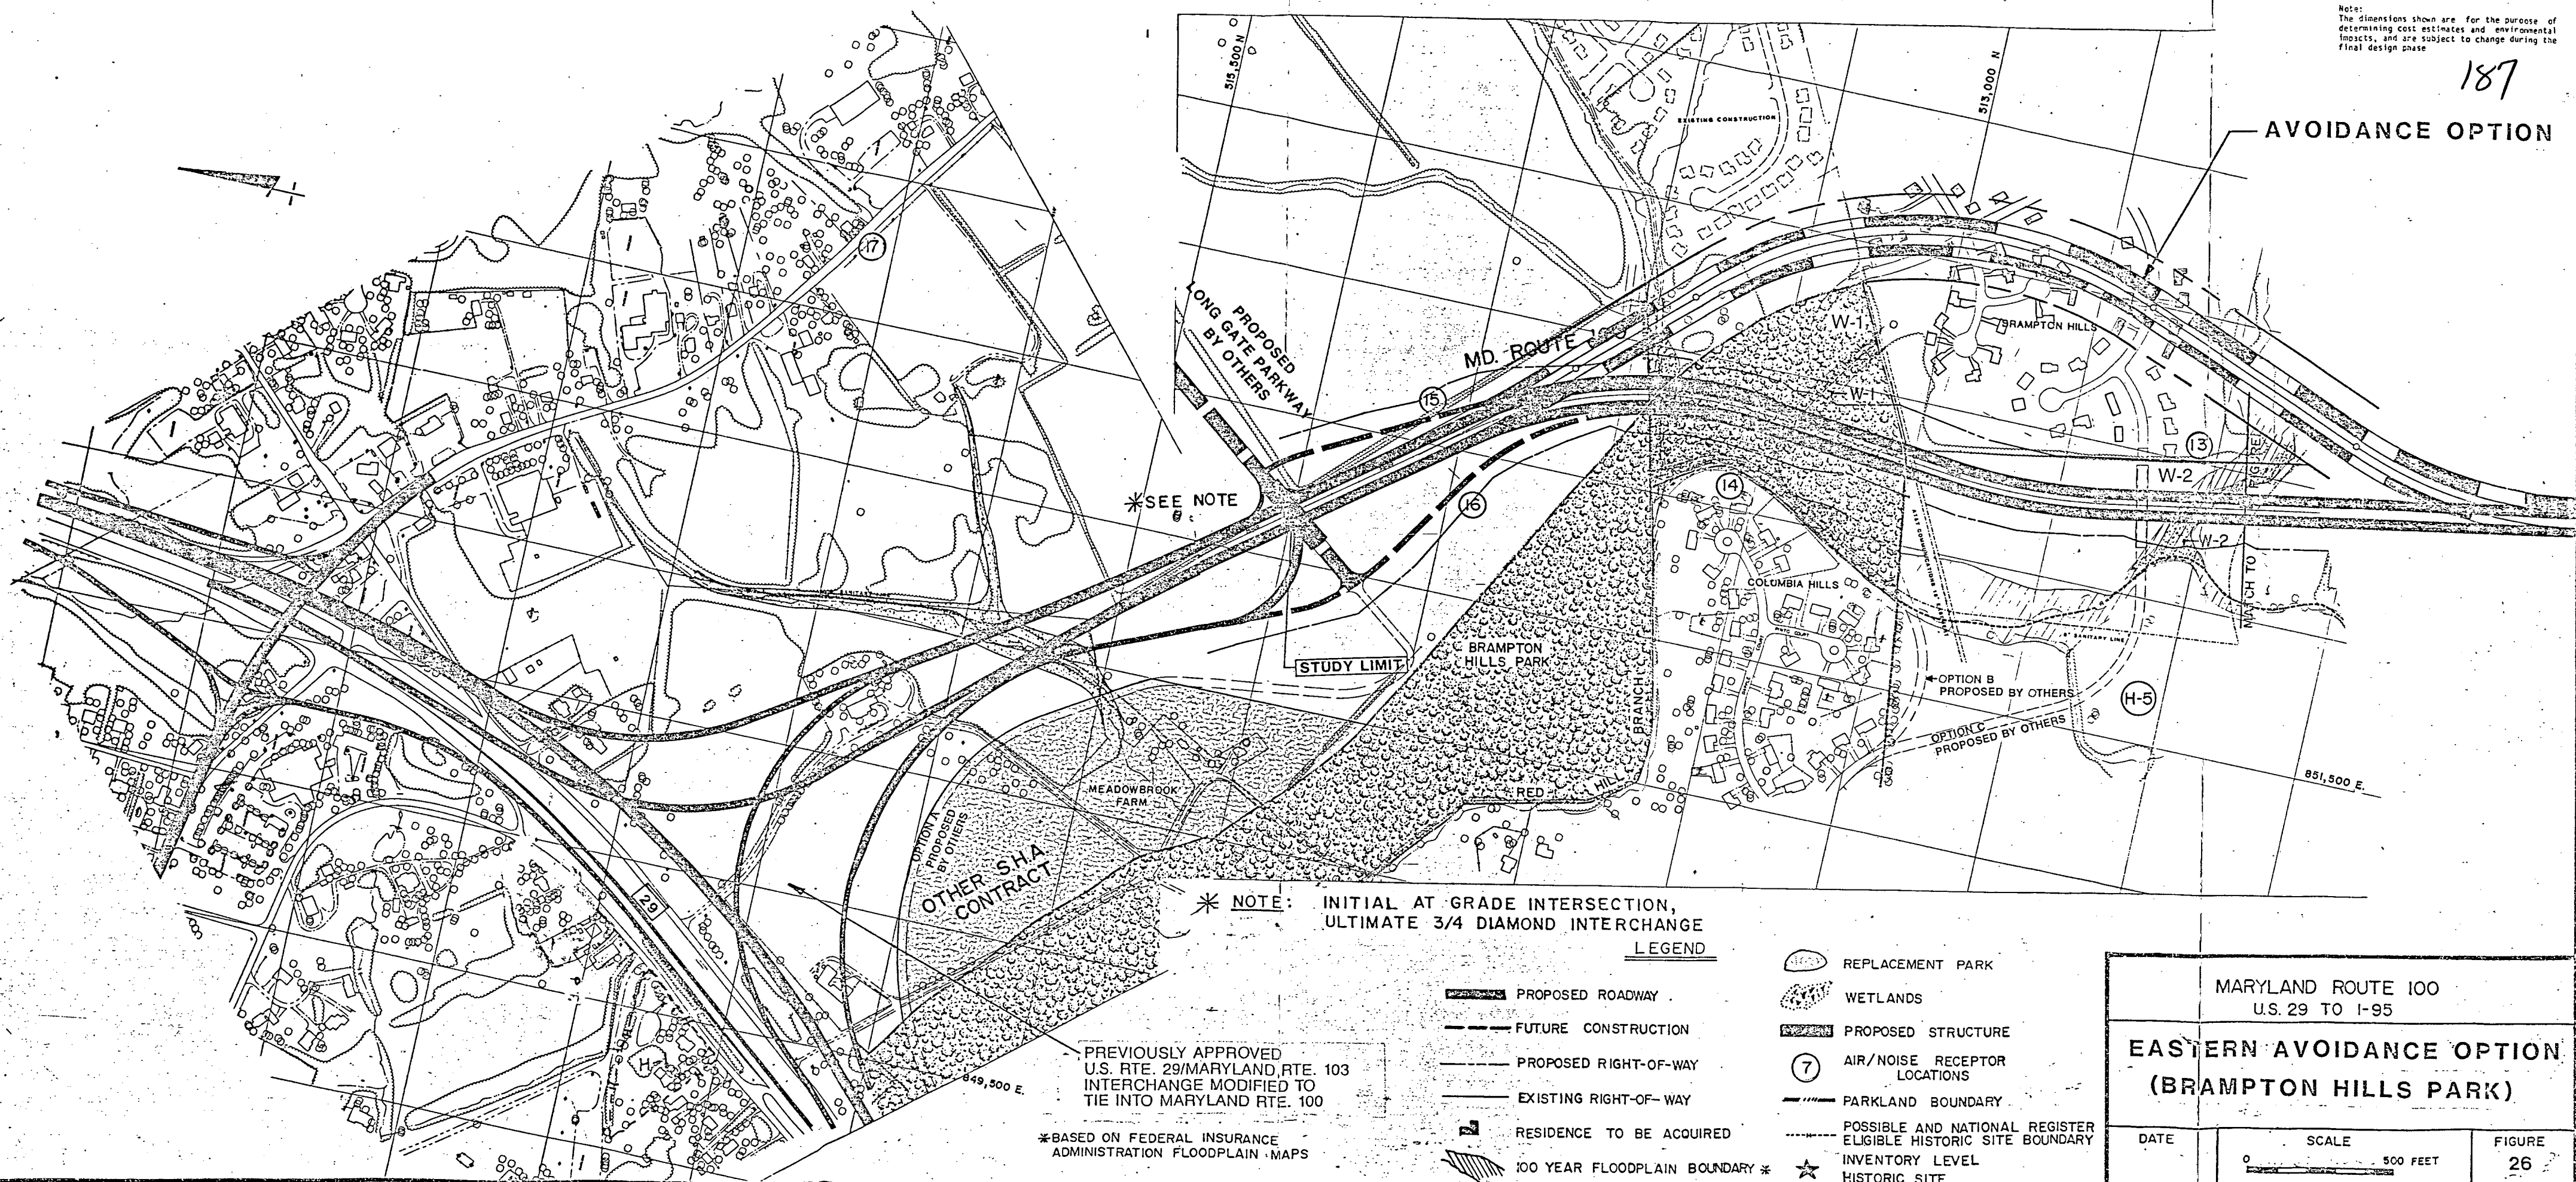 Note:
The dimensions shown are for the purpose of
determining cost estimates and environmental
impacts, and are subject to change during the
final design phase
187
AVOIDANCE OPTION
515,500 N
513,000 N
EXISTING CONSTRUCTION
17
PROPOSED
LONG GATE PARKWAY
BY OTHERS
MD. ROUTE 100
W-1
BRAMPTON HILLS
W-1
15
13
W-2
14
16
*SEE NOTE
W-2
COLUMBIA HILLS
MATCH TO
SANITARY LINE
STUDY LIMIT
BRAMPTON
HILLS PARK
OPTION B
PROPOSED BY OTHERS
H-5
OPTION C
PROPOSED BY OTHERS
BRANCH
851,500 E.
RED
HILL
MEADOWBROOK
FARM
OPTION A
PROPOSED
BY OTHERS
OTHER S.H.A.
CONTRACT
29
* NOTE: INITIAL AT GRADE INTERSECTION,
ULTIMATE 3/4 DIAMOND INTERCHANGE
H-1
849,500 E.
PREVIOUSLY APPROVED
U.S. RTE. 29/MARYLAND RTE. 103
INTERCHANGE MODIFIED TO
TIE INTO MARYLAND RTE. 100
*BASED ON FEDERAL INSURANCE
ADMINISTRATION FLOODPLAIN MAPS
LEGEND
PROPOSED ROADWAY
FUTURE CONSTRUCTION
PROPOSED RIGHT-OF-WAY
EXISTING RIGHT-OF-WAY
RESIDENCE TO BE ACQUIRED
100 YEAR FLOODPLAIN BOUNDARY *
REPLACEMENT PARK
WETLANDS
PROPOSED STRUCTURE
7 AIR/NOISE RECEPTOR
LOCATIONS
PARKLAND BOUNDARY
POSSIBLE AND NATIONAL REGISTER
ELIGIBLE HISTORIC SITE BOUNDARY
INVENTORY LEVEL
HISTORIC SITE
MARYLAND ROUTE 100
U.S. 29 TO I-95
EASTERN AVOIDANCE OPTION
(BRAMPTON HILLS PARK)
DATE
SCALE
0 500 FEET
FIGURE
26